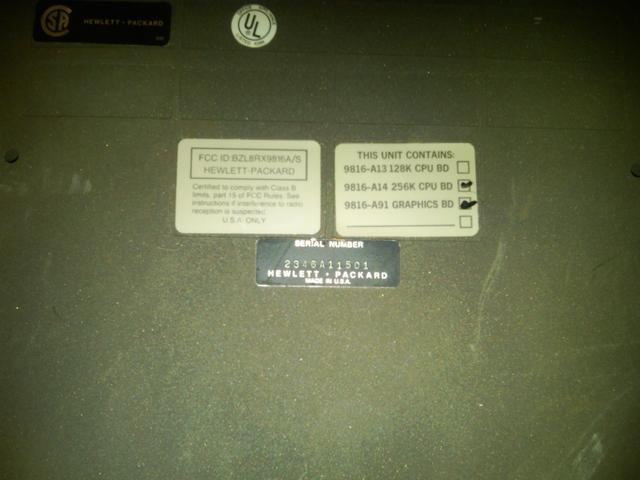 SA
HEWLETT · PACKARD
UL
LISTED
FCC ID:BZL8RX9816A/S
HEWLETT-PACKARD
Certified to comply with Class B
limits, part 15 of FCC Rules. See
instructions if interference to radio
reception is suspected.
U.S.A. ONLY
THIS UNIT CONTAINS:
9816-A13 128K CPU BD
9816-A14 256K CPU BD
9816-A91 GRAPHICS BD
SERIAL NUMBER
2346A11501
HEWLETT · PACKARD
MADE IN U.S.A.